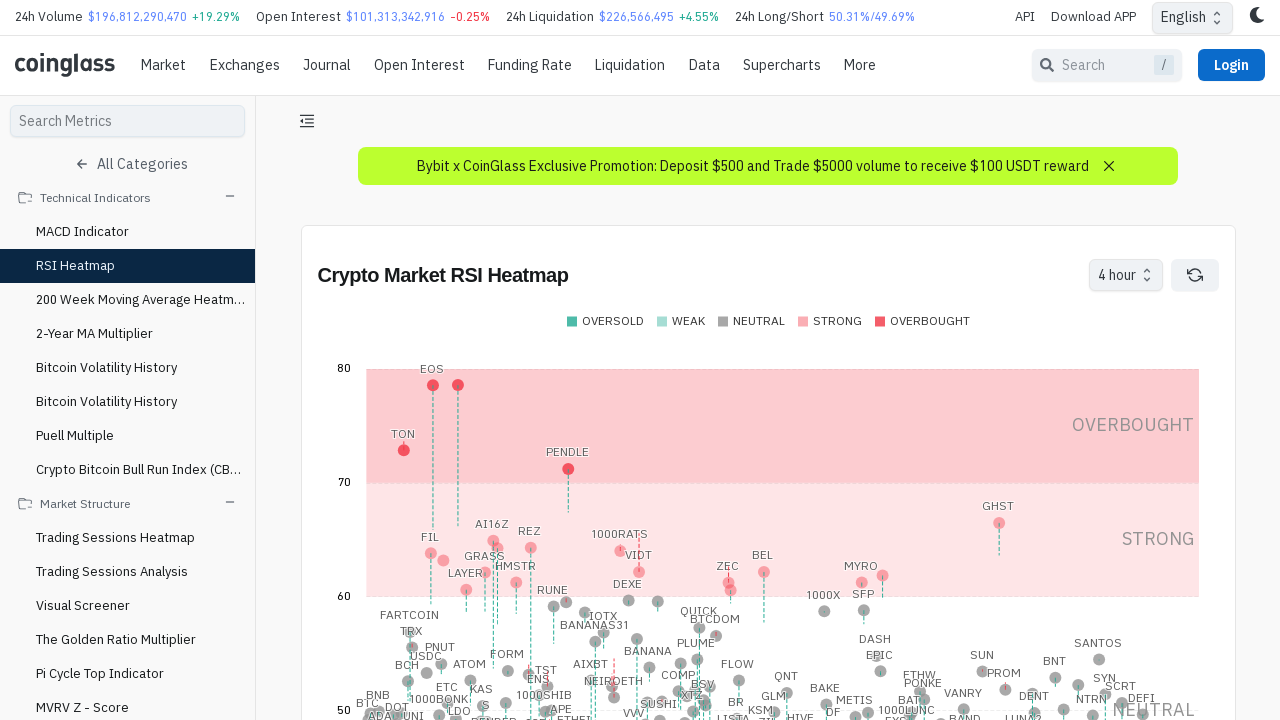 24h Volume $196,812,290,470 +19.29% Open Interest $101,313,342,916 -0.25% 24h Liquidation $226,566,495 +4.55% 24h Long/Short 50.31%/49.69% API Download APP English
coinglass Market Exchanges Journal Open Interest Funding Rate Liquidation Data Supercharts More Search / Login
Search Metrics
All Categories
Technical Indicators
MACD Indicator
RSI Heatmap
200 Week Moving Average Heatm...
2-Year MA Multiplier
Bitcoin Volatility History
Bitcoin Volatility History
Puell Multiple
Crypto Bitcoin Bull Run Index (CB...
Market Structure
Trading Sessions Heatmap
Trading Sessions Analysis
Visual Screener
The Golden Ratio Multiplier
Pi Cycle Top Indicator
MVRV Z - Score
Bybit x CoinGlass Exclusive Promotion: Deposit $500 and Trade $5000 volume to receive $100 USDT reward
Crypto Market RSI Heatmap
4 hour
OVERSOLD WEAK NEUTRAL STRONG OVERBOUGHT
80
EOS
OVERBOUGHT
TON
PENDLE
70
GHST
AI16Z
REZ
1000RATS
FIL
STRONG
GRASS
VIDT
BEL
LAYER
HMSTR
ZEC
MYRO
DEXE
RUNE
60
1000X
SFP
FARTCOIN
IOTX
QUICK
BANANAS31
BTCDOM
TRX
DASH
PNUT
PLUME
SANTOS
USDC
FORM
BANANA
EPIC
SUN
BCH
ATOM
AIXBT
FLOW
BNT
TST
COMP
QNT
ETHW
PROM
SYN
ENS
NEIROETH
BSV
PONKE
SCRT
ETC
KAS
BAKE
BNB
1000SHIB
XTZ
GLM
VANRY
DENT
1000BONK
SUSHI
BR
METIS
BAT
NTRN
DEFI
BTC
DOT
LDO
APE
KSM
1000LUNC
NEUTRAL
50
ADA
UNI
VVV
HIVE
BAND
LUNA2
LISTA